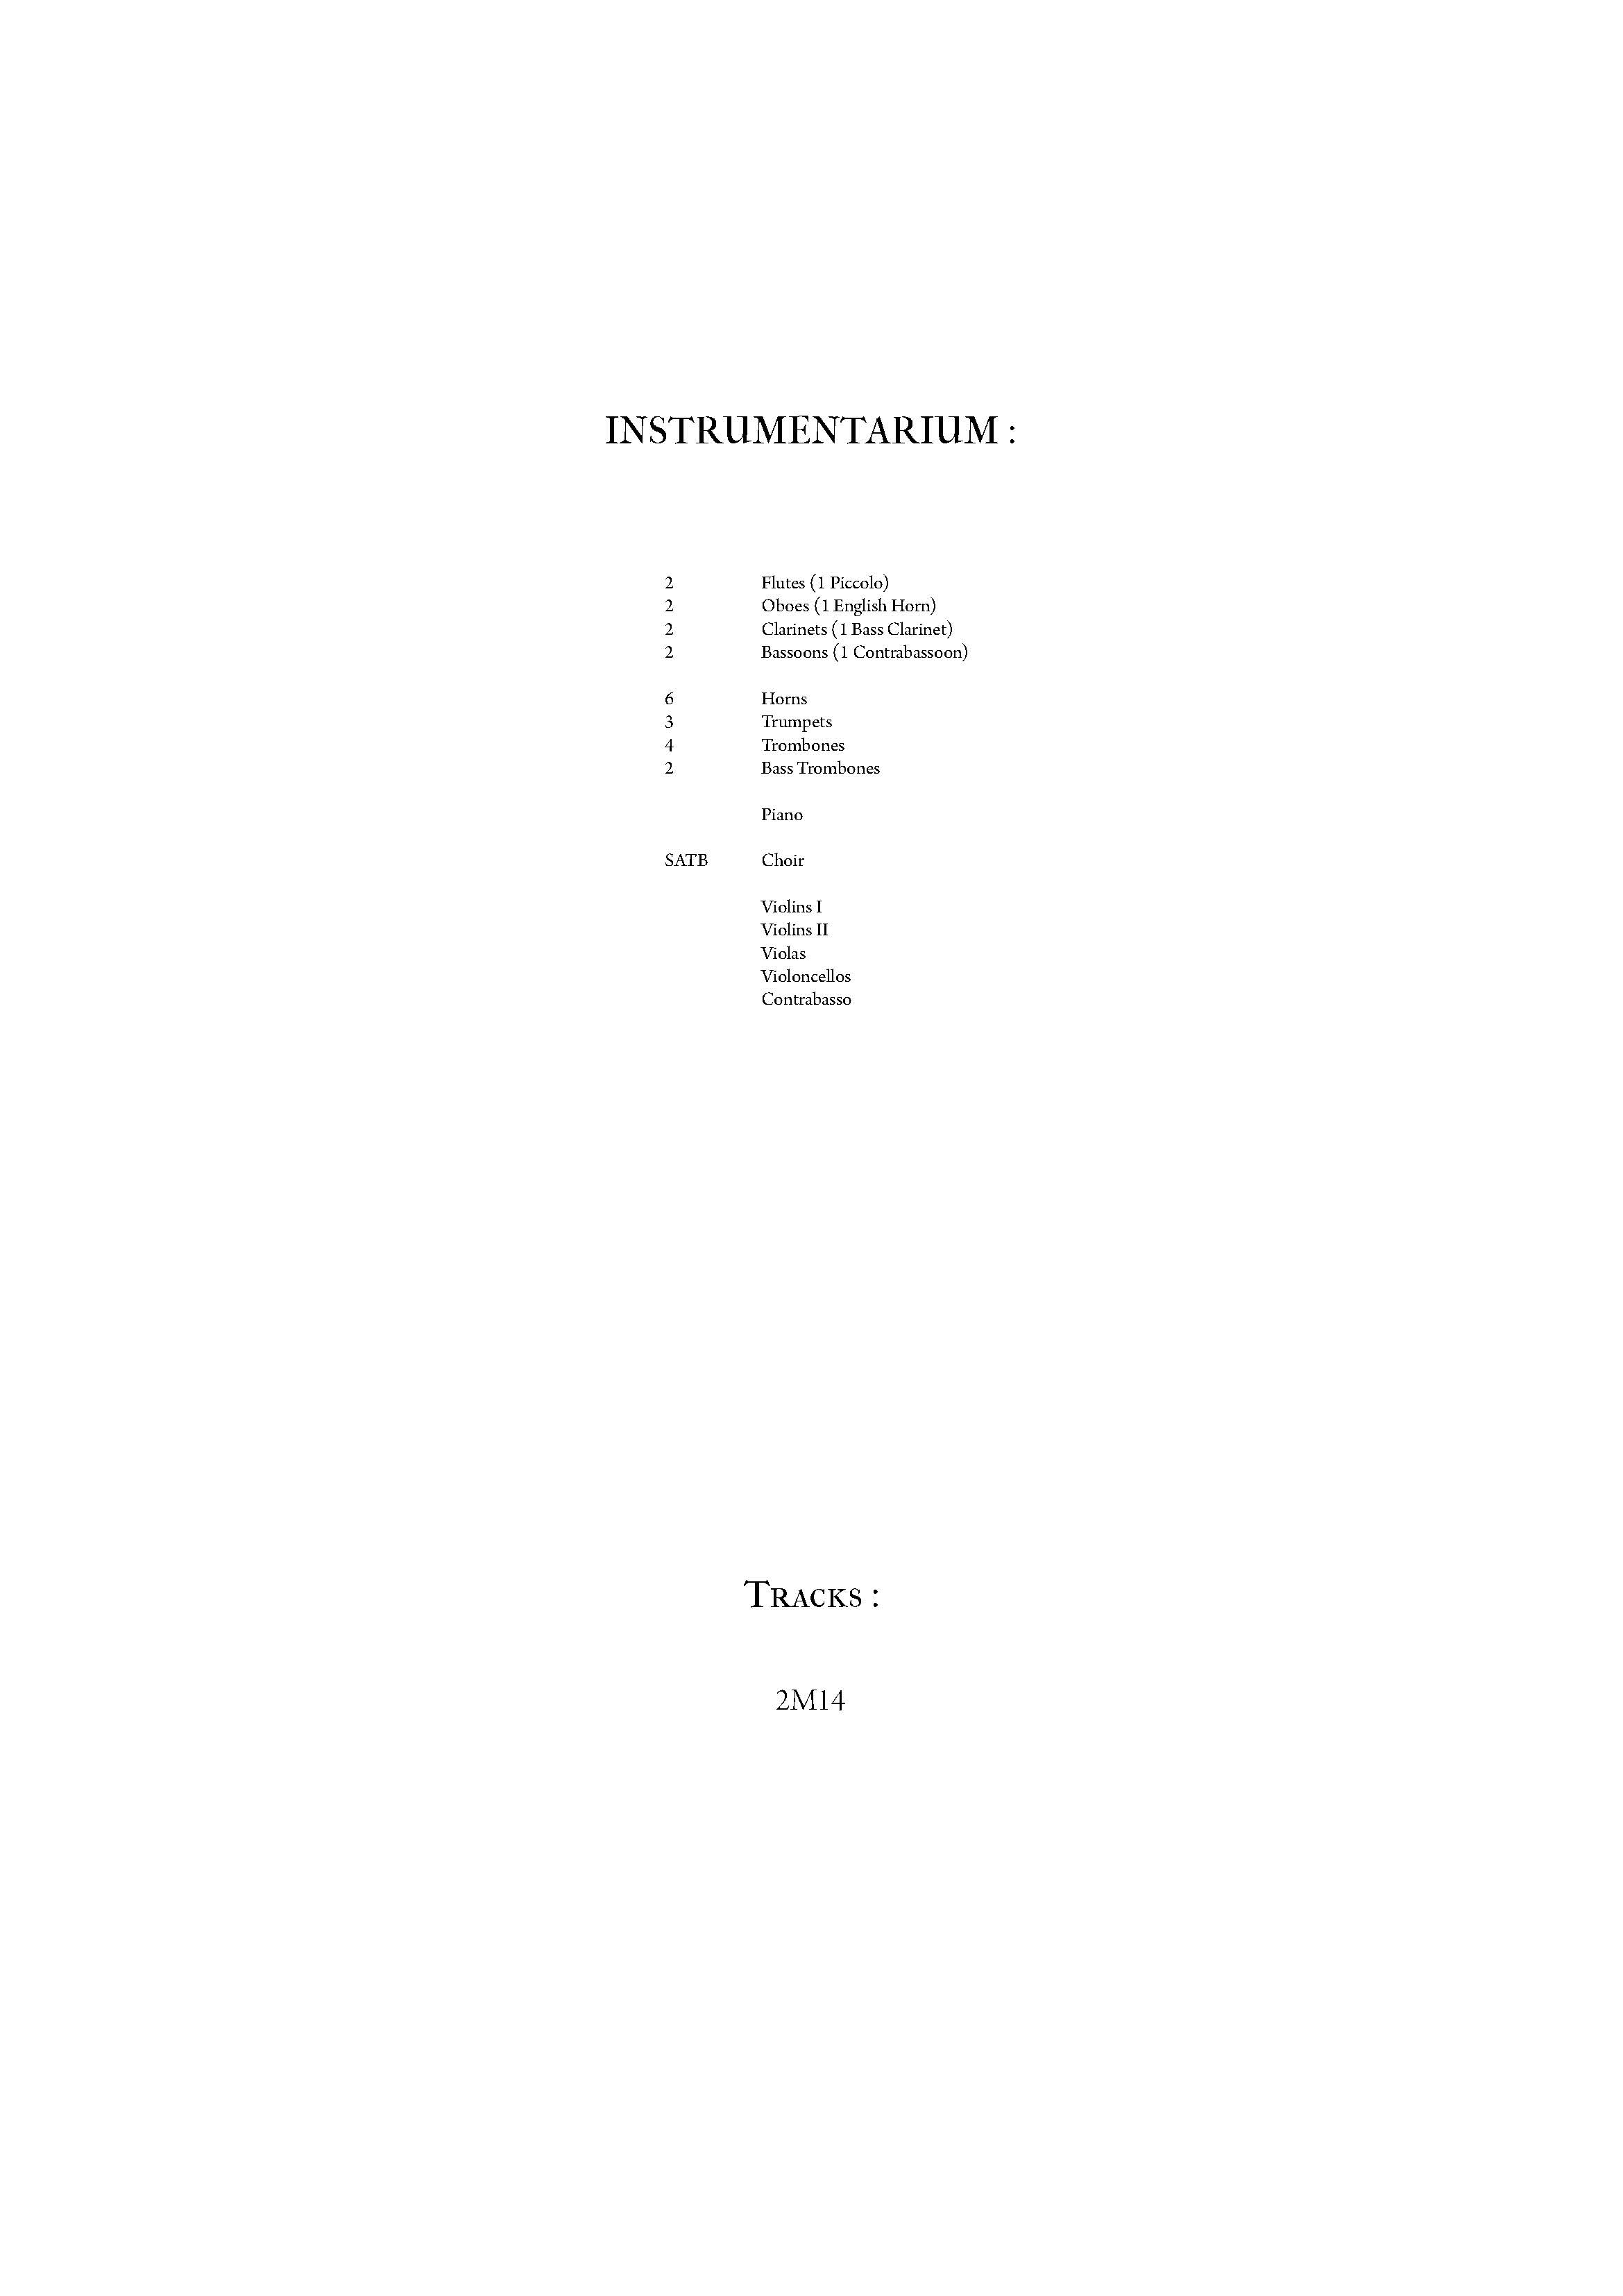 INSTRUMENTARIUM :
2 Flutes (1 Piccolo)
2 Oboes (1 English Horn)
2 Clarinets (1 Bass Clarinet)
2 Bassoons (1 Contrabassoon)
6 Horns
3 Trumpets
4 Trombones
2 Bass Trombones
Piano
SATB Choir
Violins I
Violins II
Violas
Violoncellos
Contrabasso
Tracks :
2M14